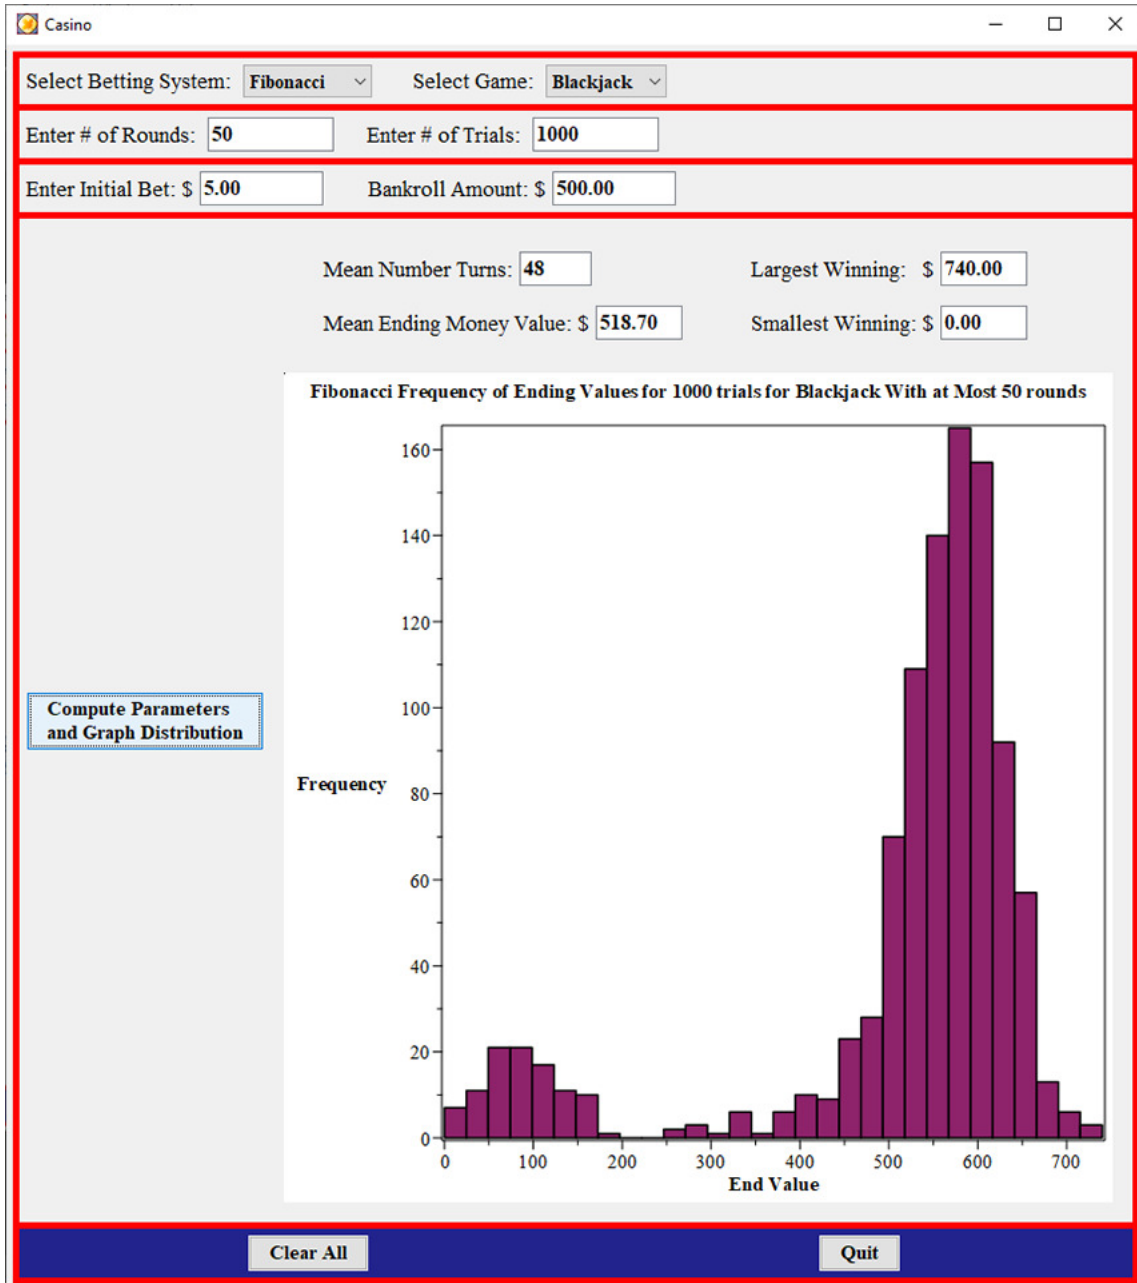 Casino
Select Betting System: Fibonacci Select Game: Blackjack
Enter # of Rounds: 50 Enter # of Trials: 1000
Enter Initial Bet: $ 5.00 Bankroll Amount: $ 500.00
Mean Number Turns: 48 Largest Winning: $ 740.00
Mean Ending Money Value: $ 518.70 Smallest Winning: $ 0.00
Fibonacci Frequency of Ending Values for 1000 trials for Blackjack With at Most 50 rounds
160
140
120
100
Compute Parameters
and Graph Distribution
Frequency
80
60
40
20
0
0 100 200 300 400 500 600 700
End Value
Clear All Quit